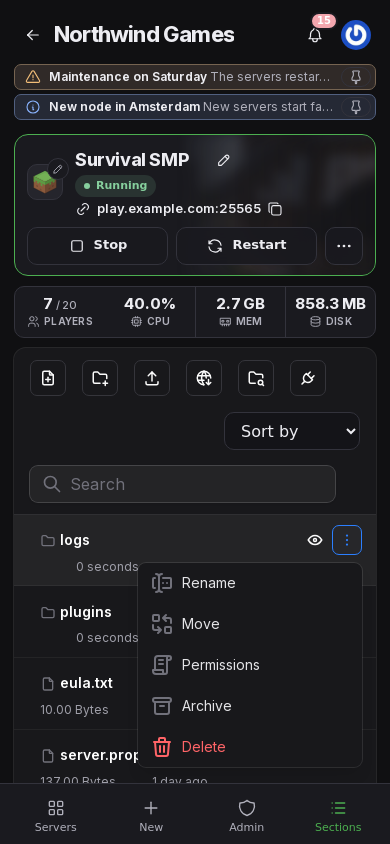 Northwind Games
15
Maintenance on Saturday The servers restar…
New node in Amsterdam New servers start fa…
Survival SMP
Running
play.example.com:25565
Stop
Restart
7 / 20
PLAYERS
40.0%
CPU
2.7 GB
MEM
858.3 MB
DISK
Sort by
Search
logs
0 seconds
plugins
0 seconds
eula.txt
10.00 Bytes
server.prop
137.00 Bytes
1 day ago
Rename
Move
Permissions
Archive
Delete
Servers
New
Admin
Sections